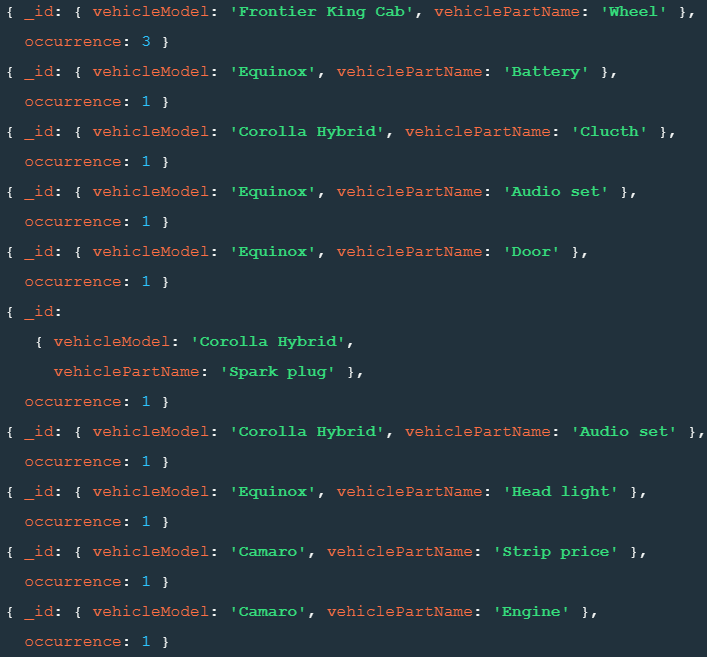 { _id: { vehicleModel: 'Frontier King Cab', vehiclePartName: 'Wheel' },
occurrence: 3 }
{ _id: { vehicleModel: 'Equinox', vehiclePartName: 'Battery' },
occurrence: 1 }
{ _id: { vehicleModel: 'Corolla Hybrid', vehiclePartName: 'Clucth' },
occurrence: 1 }
{ _id: { vehicleModel: 'Equinox', vehiclePartName: 'Audio set' },
occurrence: 1 }
{ _id: { vehicleModel: 'Equinox', vehiclePartName: 'Door' },
occurrence: 1 }
{ _id:
{ vehicleModel: 'Corolla Hybrid',
vehiclePartName: 'Spark plug' },
occurrence: 1 }
{ _id: { vehicleModel: 'Corolla Hybrid', vehiclePartName: 'Audio set' },
occurrence: 1 }
{ _id: { vehicleModel: 'Equinox', vehiclePartName: 'Head light' },
occurrence: 1 }
{ _id: { vehicleModel: 'Camaro', vehiclePartName: 'Strip price' },
occurrence: 1 }
{ _id: { vehicleModel: 'Camaro', vehiclePartName: 'Engine' },
occurrence: 1 }